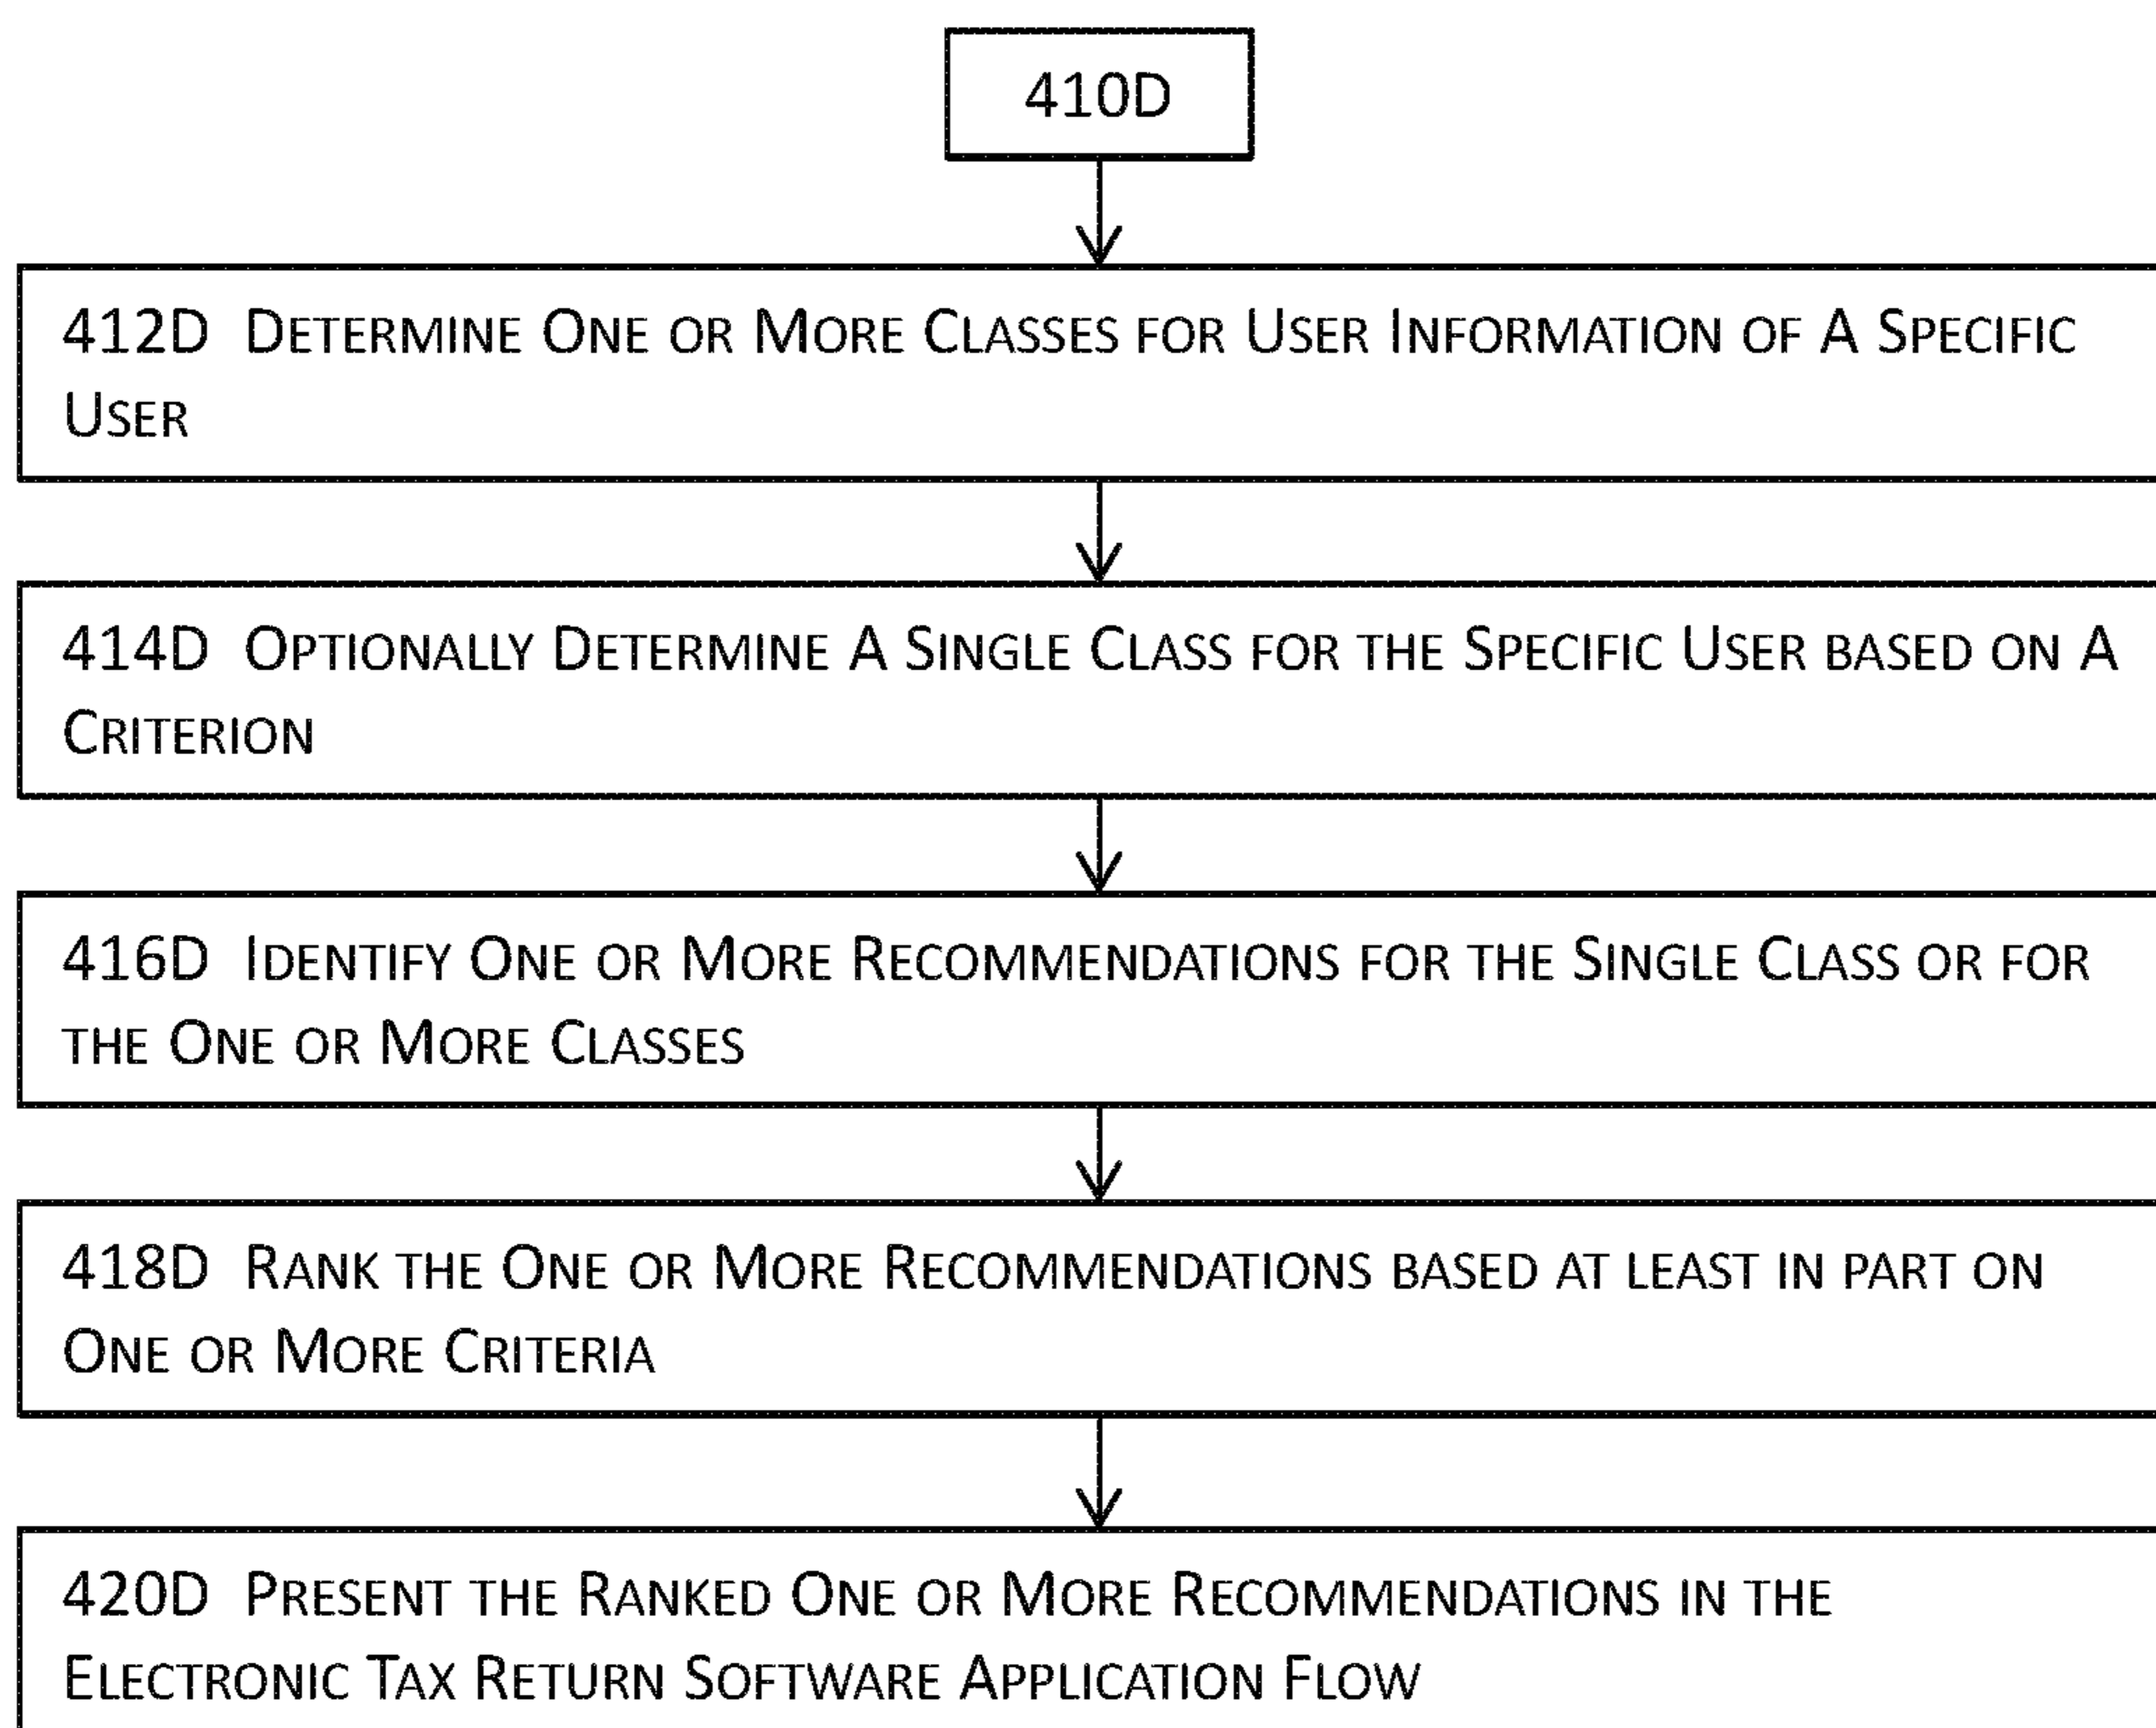 410D
412D Determine One or More Classes for User Information of A Specific
User
414D Optionally Determine A Single Class for the Specific User based on A
Criterion
416D Identify One or More Recommendations for the Single Class or for
the One or More Classes
418D Rank the One or More Recommendations based at least in part on
One or More Criteria
420D Present the Ranked One or More Recommendations in the
Electronic Tax Return Software Application Flow